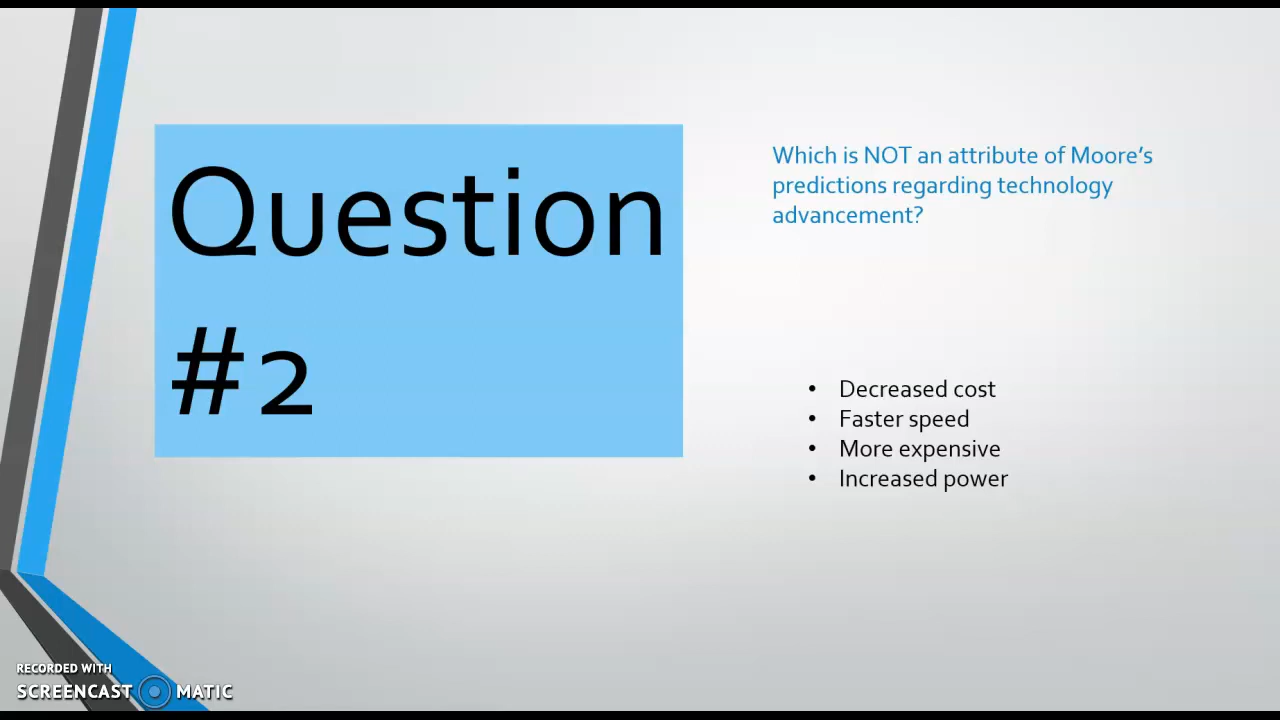 Question
#2
Which is NOT an attribute of Moore’s
predictions regarding technology
advancement?
• Decreased cost
• Faster speed
• More expensive
• Increased power
RECORDED WITH
SCREENCAST MATIC